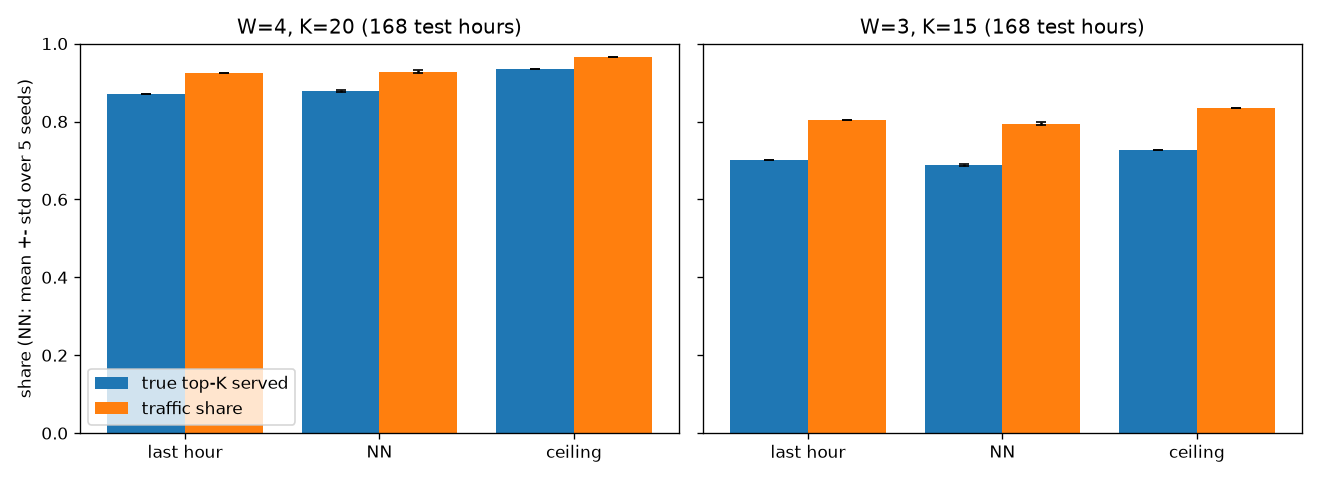 W=4, K=20 (168 test hours)
W=3, K=15 (168 test hours)
share (NN: mean +- std over 5 seeds)
1.0
0.8
0.6
0.4
0.2
0.0
true top-K served
traffic share
last hour
NN
ceiling
last hour
NN
ceiling